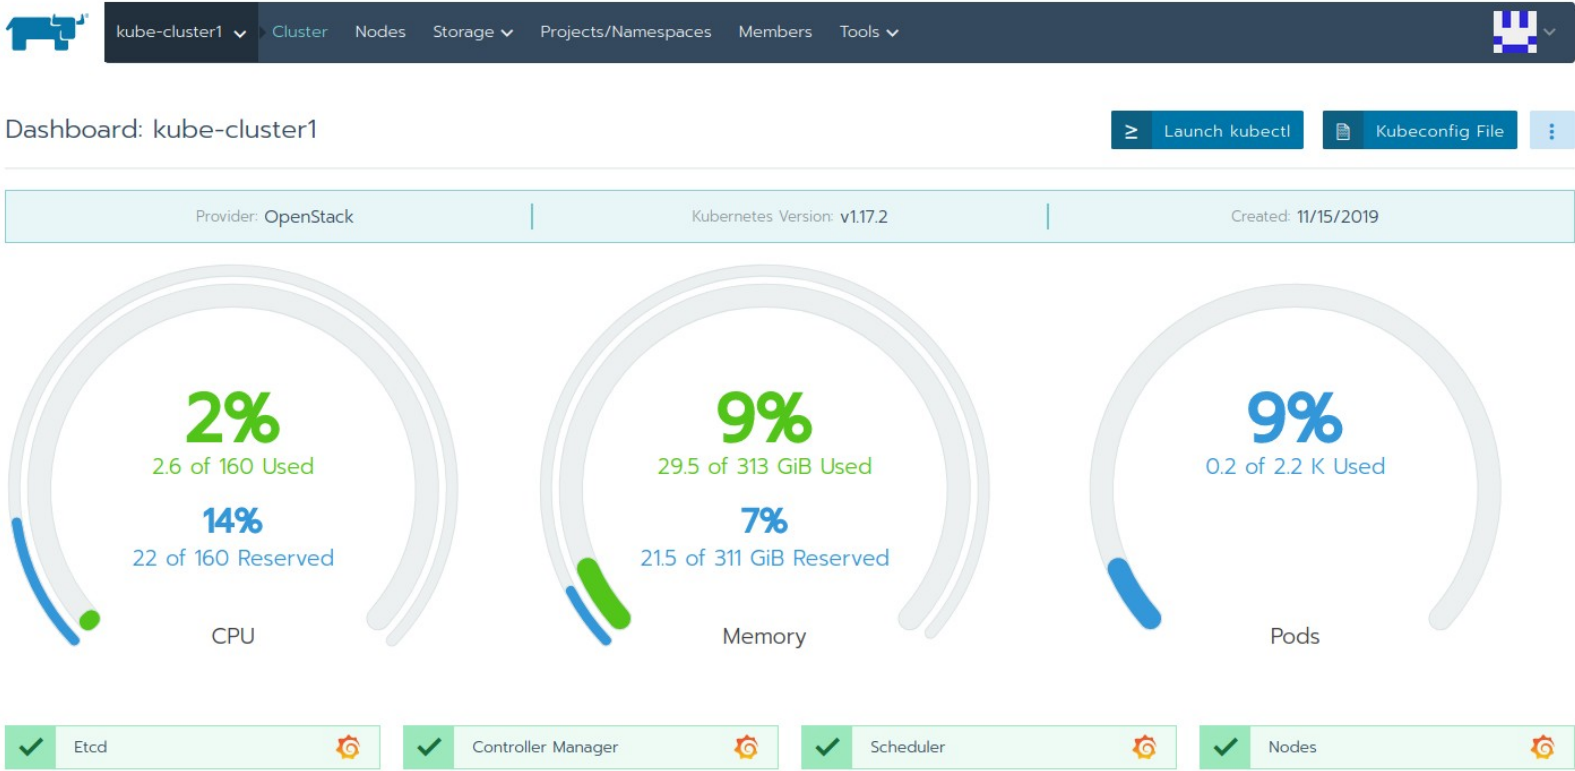 kube-cluster1 Cluster Nodes Storage Projects/Namespaces Members Tools
Dashboard: kube-cluster1
Launch kubectl
Kubeconfig File
Provider: OpenStack
Kubernetes Version: v1.17.2
Created: 11/15/2019
2%
2.6 of 160 Used
14%
22 of 160 Reserved
CPU
9%
29.5 of 313 GiB Used
7%
21.5 of 311 GiB Reserved
Memory
9%
0.2 of 2.2 K Used
Pods
Etcd
Controller Manager
Scheduler
Nodes